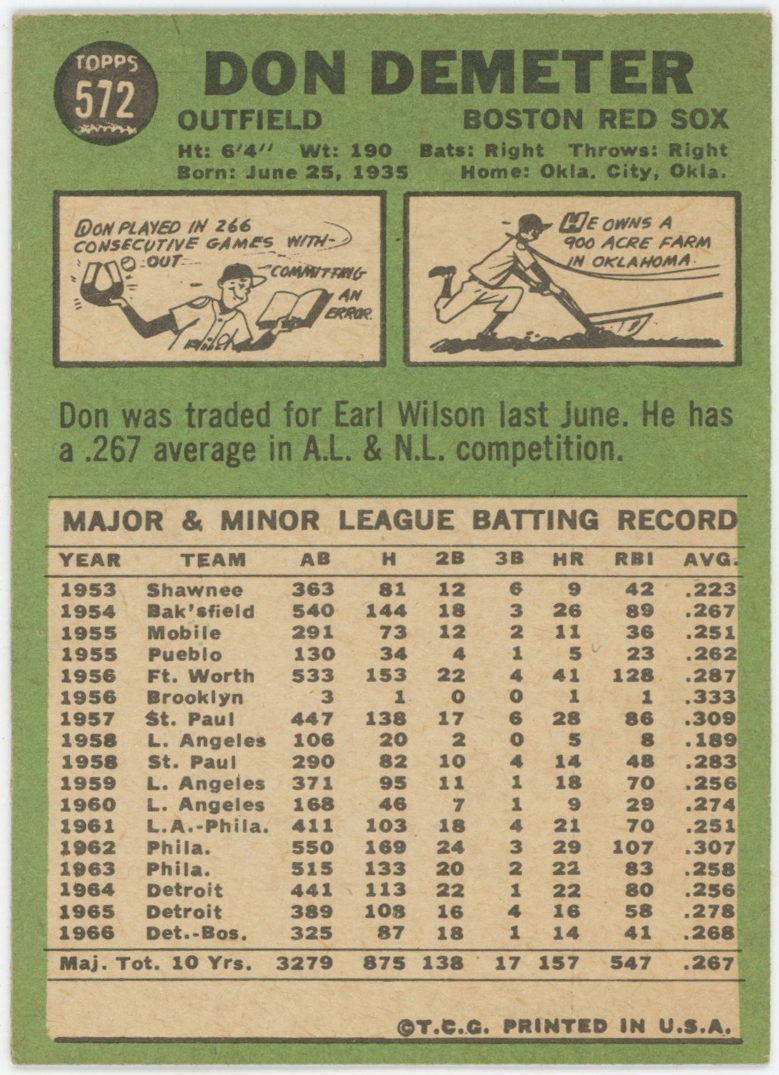 TOPPS
572
DON DEMETER
OUTFIELD BOSTON RED SOX
Ht: 6'4" Wt: 190 Bats: Right Throws: Right
Born: June 25, 1935 Home: Okla. City, Okla.
DON PLAYED IN 266
CONSECUTIVE GAMES WITH-
OUT
COMMITTING
AN
ERROR.
HE OWNS A
900 ACRE FARM
IN OKLAHOMA.
Don was traded for Earl Wilson last June. He has
a .267 average in A.L. & N.L. competition.
MAJOR & MINOR LEAGUE BATTING RECORD
YEAR TEAM AB H 2B 3B HR RBI AVG.
1953 Shawnee 363 81 12 6 9 42 .223
1954 Bak'sfield 540 144 18 3 26 89 .267
1955 Mobile 291 73 12 2 11 36 .251
1955 Pueblo 130 34 4 1 5 23 .262
1956 Ft. Worth 533 153 22 4 41 128 .287
1956 Brooklyn 3 1 0 0 1 1 .333
1957 St. Paul 447 138 17 6 28 86 .309
1958 L. Angeles 106 20 2 0 5 8 .189
1958 St. Paul 290 82 10 4 14 48 .283
1959 L. Angeles 371 95 11 1 18 70 .256
1960 L. Angeles 168 46 7 1 9 29 .274
1961 L.A.-Phila. 411 103 18 4 21 70 .251
1962 Phila. 550 169 24 3 29 107 .307
1963 Phila. 515 133 20 2 22 83 .258
1964 Detroit 441 113 22 1 22 80 .256
1965 Detroit 389 108 16 4 16 58 .278
1966 Det.-Bos. 325 87 18 1 14 41 .268
Maj. Tot. 10 Yrs. 3279 875 138 17 157 547 .267
©T.C.G. PRINTED IN U.S.A.